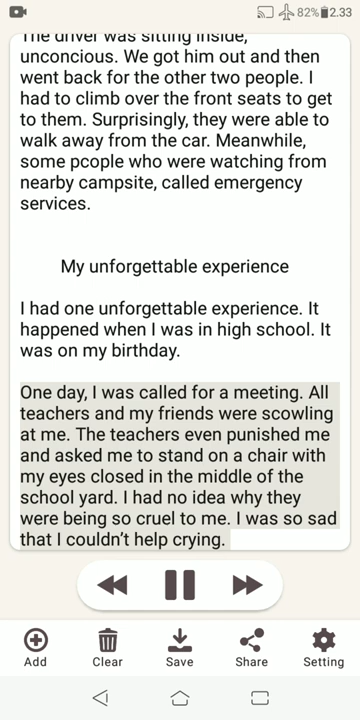 82% 2.33
The driver was sitting inside,
unconcious. We got him out and then
went back for the other two people. I
had to climb over the front seats to get
to them. Surprisingly, they were able to
walk away from the car. Meanwhile,
some pcople who were watching from
nearby campsite, called emergency
services.
My unforgettable experience
I had one unforgettable experience. It
happened when I was in high school. It
was on my birthday.
One day, I was called for a meeting. All
teachers and my friends were scowling
at me. The teachers even punished me
and asked me to stand on a chair with
my eyes closed in the middle of the
school yard. I had no idea why they
were being so cruel to me. I was so sad
that I couldn't help crying.
Add Clear Save Share Setting